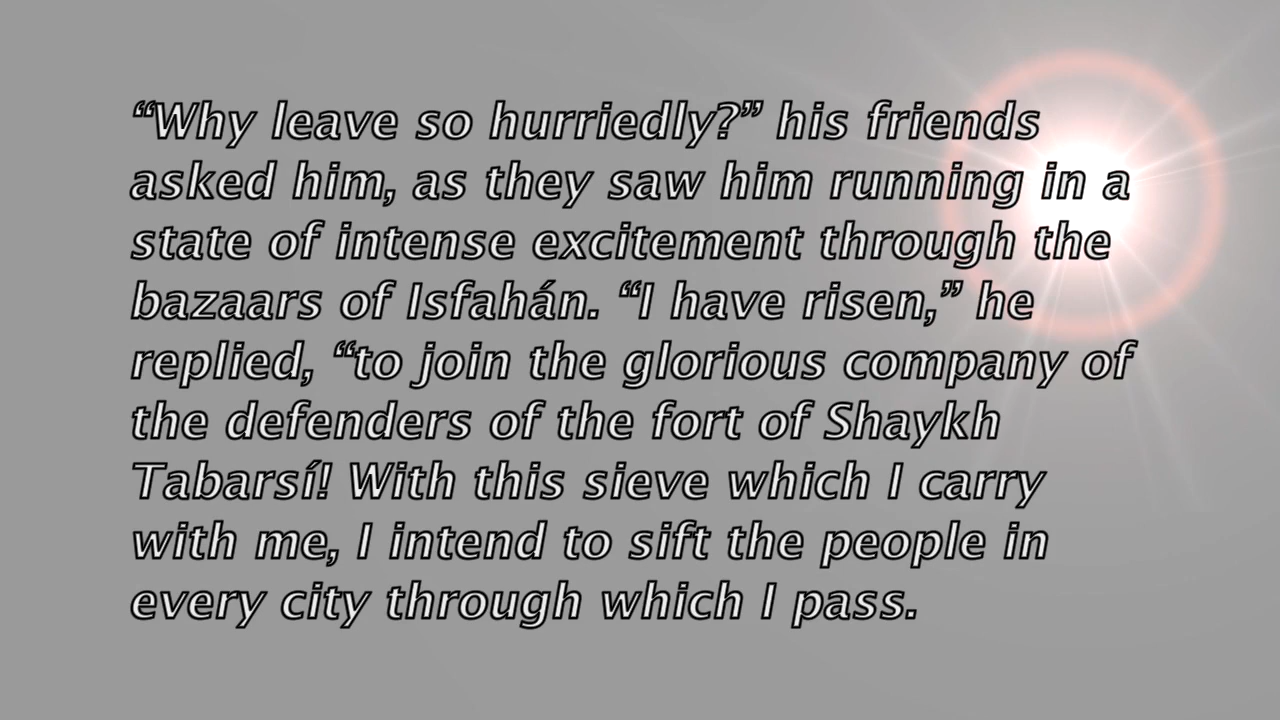 “Why leave so hurriedly?” his friends
asked him, as they saw him running in a
state of intense excitement through the
bazaars of Isfahán. “I have risen,” he
replied, “to join the glorious company of
the defenders of the fort of Shaykh
Tabarsí! With this sieve which I carry
with me, I intend to sift the people in
every city through which I pass.